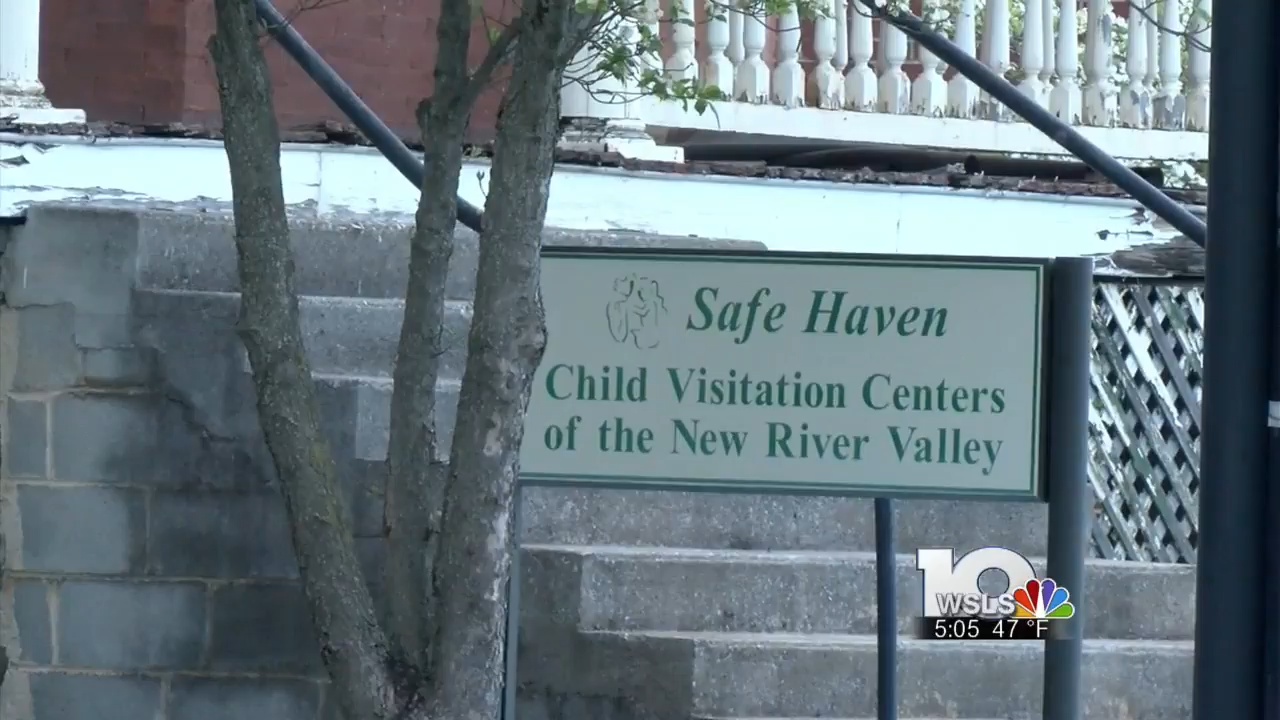 Safe Haven
Child Visitation Centers
of the New River Valley
10
WSLS
5:05 47 °F